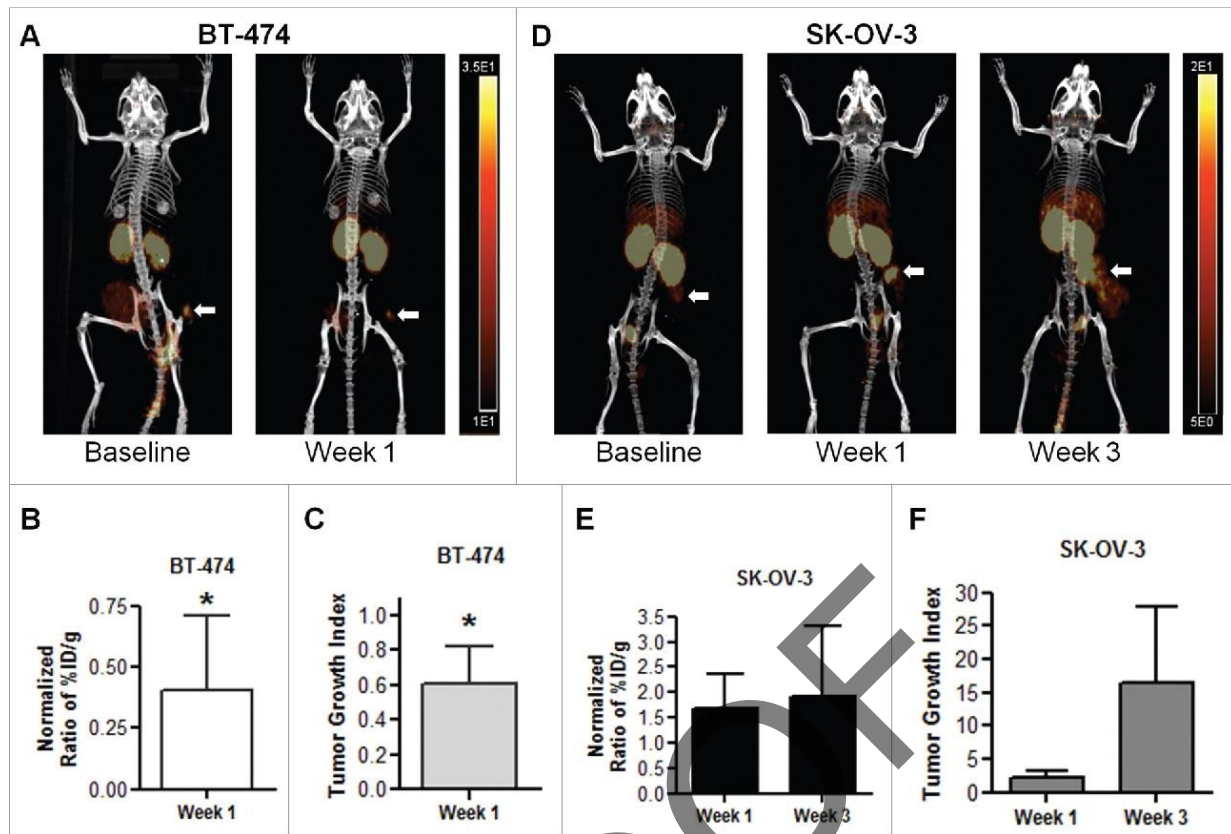 A
BT-474
3.5E1
1E1
Baseline
Week 1
D
SK-OV-3
2E1
5E0
Baseline
Week 1
Week 3
B
BT-474
Normalized
Ratio of %ID/g
0.75
0.50
0.25
0.00
*
Week 1
C
BT-474
Tumor Growth Index
1.0
0.8
0.6
0.4
0.2
0.0
*
Week 1
E
SK-OV-3
Normalized
Ratio of %ID/g
3.5
3.0
2.5
2.0
1.5
1.0
0.5
0.0
Week 1
Week 3
F
SK-OV-3
Tumor Growth Index
30
25
20
15
10
5
0
Week 1
Week 3
OF